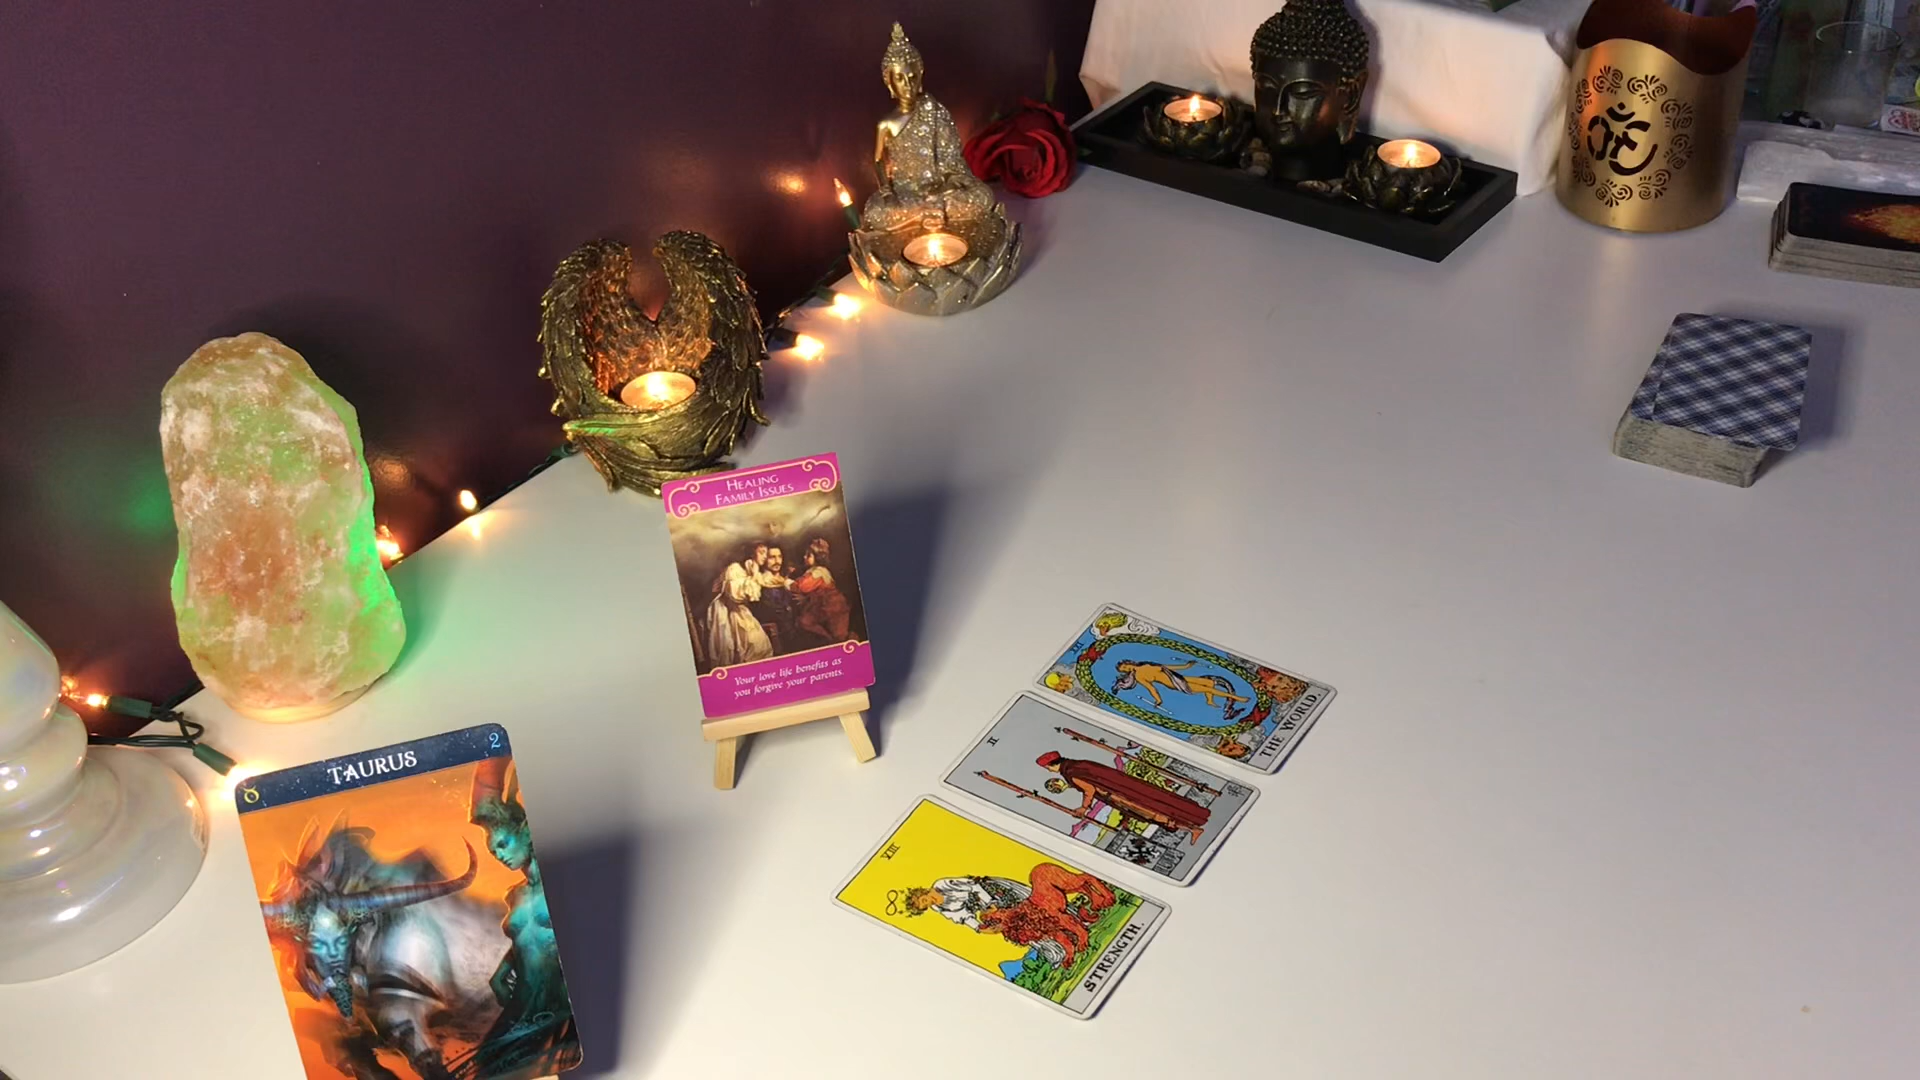 HEALING
FAMILY ISSUES
Your love life benefits as
you forgive your parents.
TAURUS
2
XXI
THE WORLD.
II
VIII
STRENGTH.
ॐ